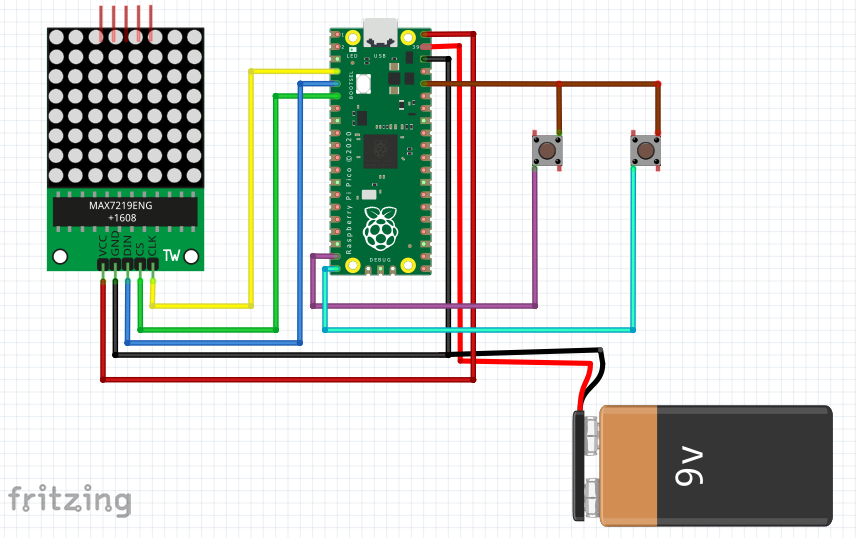 MAX7219ENG
+1608
VCC
GND
DIN
CS
CLK
TW
1
2
39
LED
USB
BOOTSEL
Raspberry Pi Pico ©2020
DEBUG
9v
fritzing